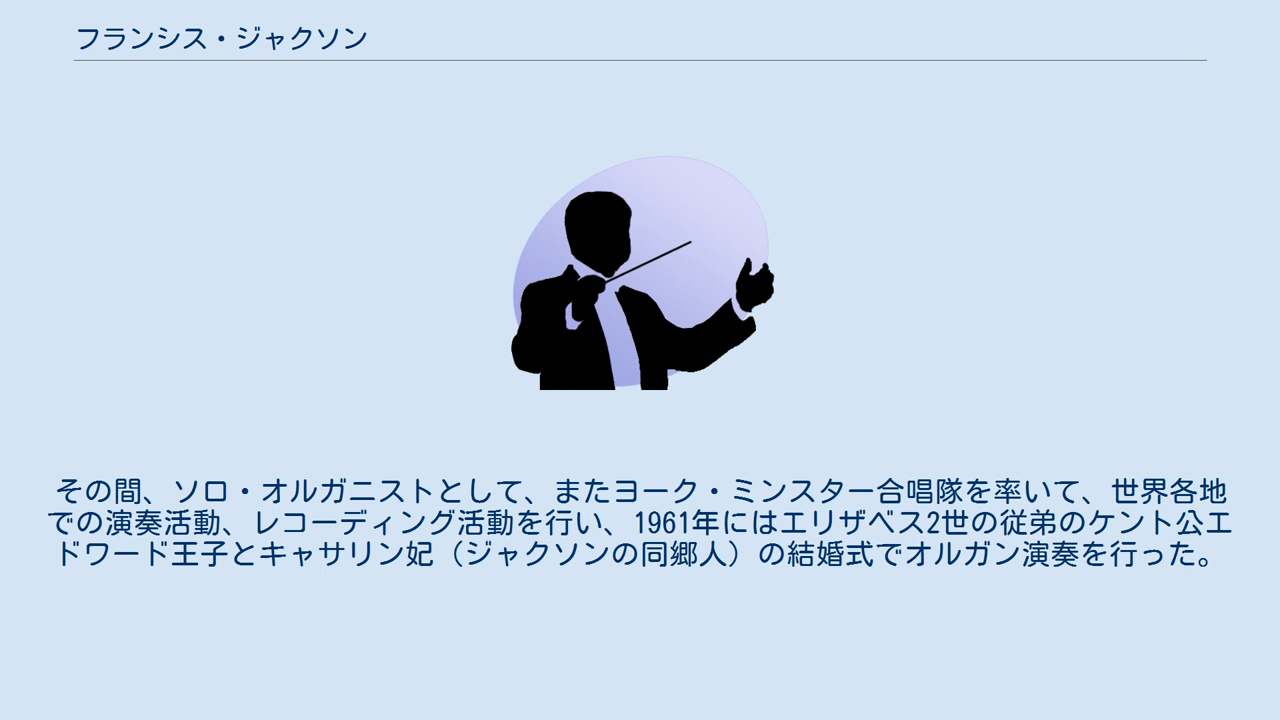 フランシス・ジャクソン
その間、ソロ・オルガニストとして、またヨーク・ミンスター合唱隊を率いて、世界各地
での演奏活動、レコーディング活動を行い、1961年にはエリザベス2世の従弟のケント公エ
ドワード王子とキャサリン妃（ジャクソンの同郷人）の結婚式でオルガン演奏を行った。